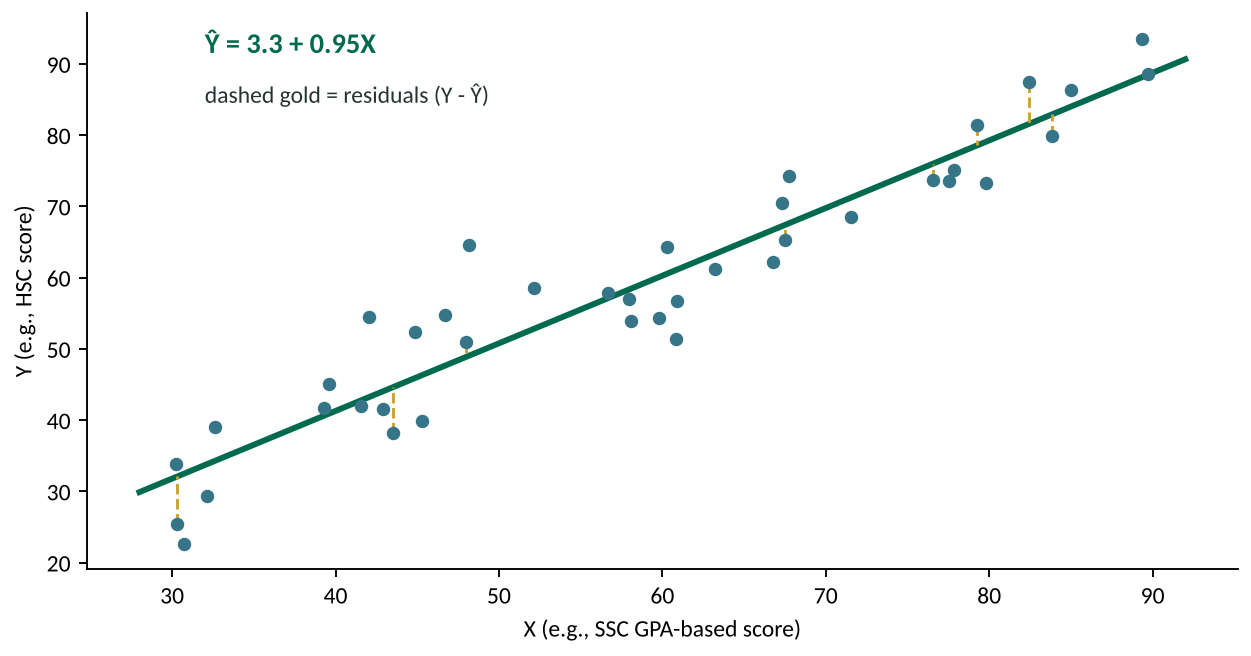 Ŷ = 3.3 + 0.95X
dashed gold = residuals (Y - Ŷ)
Y (e.g., HSC score)
90
80
70
60
50
40
30
20
30 40 50 60 70 80 90
X (e.g., SSC GPA-based score)